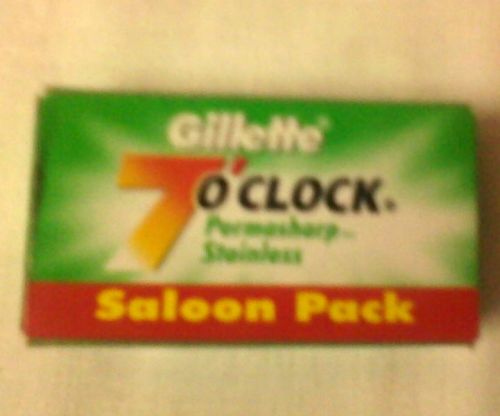 Gillette
7 O'CLOCK
Permasharp
Stainless
Saloon Pack